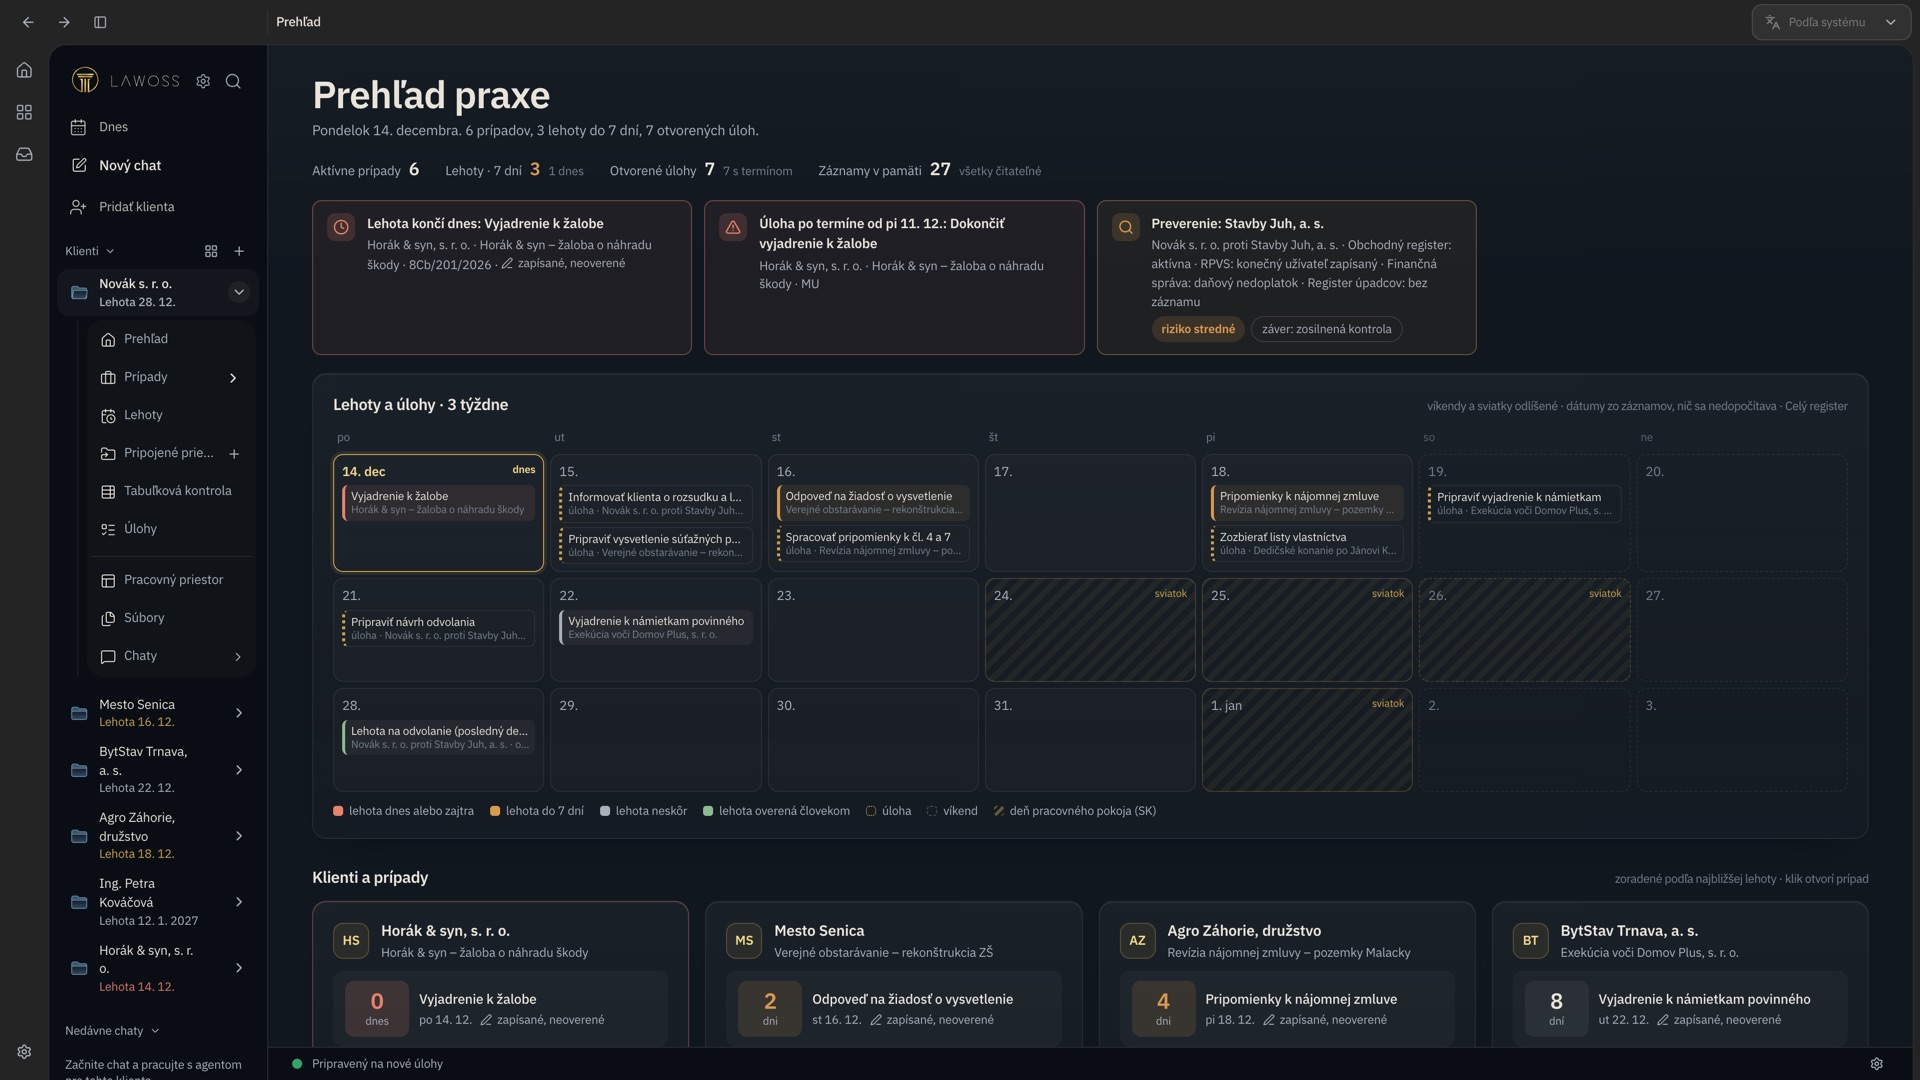 Prehľad
Podľa systému
LAWOSS
Dnes
Nový chat
Pridať klienta
Klienti
Novák s. r. o.
Lehota 28. 12.
Prehľad
Prípady
Lehoty
Pripojené prie...
Tabuľková kontrola
Úlohy
Pracovný priestor
Súbory
Chaty
Mesto Senica
Lehota 16. 12.
BytStav Trnava,
a. s.
Lehota 22. 12.
Agro Záhorie,
družstvo
Lehota 18. 12.
Ing. Petra
Kováčová
Lehota 12. 1. 2027
Horák & syn, s. r.
o.
Lehota 14. 12.
Nedávne chaty
Začnite chat a pracujte s agentom
Prehľad praxe
Pondelok 14. decembra. 6 prípadov, 3 lehoty do 7 dní, 7 otvorených úloh.
Aktívne prípady 6 Lehoty · 7 dní 3 1 dnes Otvorené úlohy 7 7 s termínom Záznamy v pamäti 27 všetky čitateľné
Lehota končí dnes: Vyjadrenie k žalobe
Horák & syn, s. r. o. · Horák & syn – žaloba o náhradu
škody · 8Cb/201/2026 · zapísané, neoverené
Úloha po termíne od pi 11. 12.: Dokončiť
vyjadrenie k žalobe
Horák & syn, s. r. o. · Horák & syn – žaloba o náhradu
škody · MU
Preverenie: Stavby Juh, a. s.
Novák s. r. o. proti Stavby Juh, a. s. · Obchodný register:
aktívna · RPVS: konečný užívateľ zapísaný · Finančná
správa: daňový nedoplatok · Register úpadcov: bez
záznamu
riziko stredné záver: zosilnená kontrola
Lehoty a úlohy · 3 týždne
víkendy a sviatky odlíšené · dátumy zo záznamov, nič sa nedopočítava · Celý register
po ut st št pi so ne
14. dec dnes
Vyjadrenie k žalobe
Horák & syn – žaloba o náhradu škody
15.
Informovať klienta o rozsudku a l...
úloha · Novák s. r. o. proti Stavby Juh...
Pripraviť vysvetlenie súťažných p...
úloha · Verejné obstarávanie – rekon...
16.
Odpoveď na žiadosť o vysvetlenie
Verejné obstarávanie – rekonštrukcia...
Spracovať pripomienky k čl. 4 a 7
úloha · Revízia nájomnej zmluvy – po...
17.
18.
Pripomienky k nájomnej zmluve
Revízia nájomnej zmluvy – pozemky ...
Zozbierať listy vlastníctva
úloha · Dedičské konanie po Jánovi K...
19.
Pripraviť vyjadrenie k námietkam
úloha · Exekúcia voči Domov Plus, s. ...
20.
21.
Pripraviť návrh odvolania
úloha · Novák s. r. o. proti Stavby Juh...
22.
Vyjadrenie k námietkam povinného
Exekúcia voči Domov Plus, s. r. o.
23.
24. sviatok
25. sviatok
26. sviatok
27.
28.
Lehota na odvolanie (posledný de...
Novák s. r. o. proti Stavby Juh, a. s. · o...
29.
30.
31.
1. jan sviatok
2.
3.
lehota dnes alebo zajtra lehota do 7 dní lehota neskôr lehota overená človekom úloha víkend deň pracovného pokoja (SK)
Klienti a prípady
zoradené podľa najbližšej lehoty · klik otvorí prípad
HS Horák & syn, s. r. o.
Horák & syn – žaloba o náhradu škody
0 dnes
Vyjadrenie k žalobe
po 14. 12. zapísané, neoverené
MS Mesto Senica
Verejné obstarávanie – rekonštrukcia ZŠ
2 dni
Odpoveď na žiadosť o vysvetlenie
st 16. 12. zapísané, neoverené
AZ Agro Záhorie, družstvo
Revízia nájomnej zmluvy – pozemky Malacky
4 dni
Pripomienky k nájomnej zmluve
pi 18. 12. zapísané, neoverené
BT BytStav Trnava, a. s.
Exekúcia voči Domov Plus, s. r. o.
8 dní
Vyjadrenie k námietkam povinného
ut 22. 12. zapísané, neoverené
Pripravený na nové úlohy